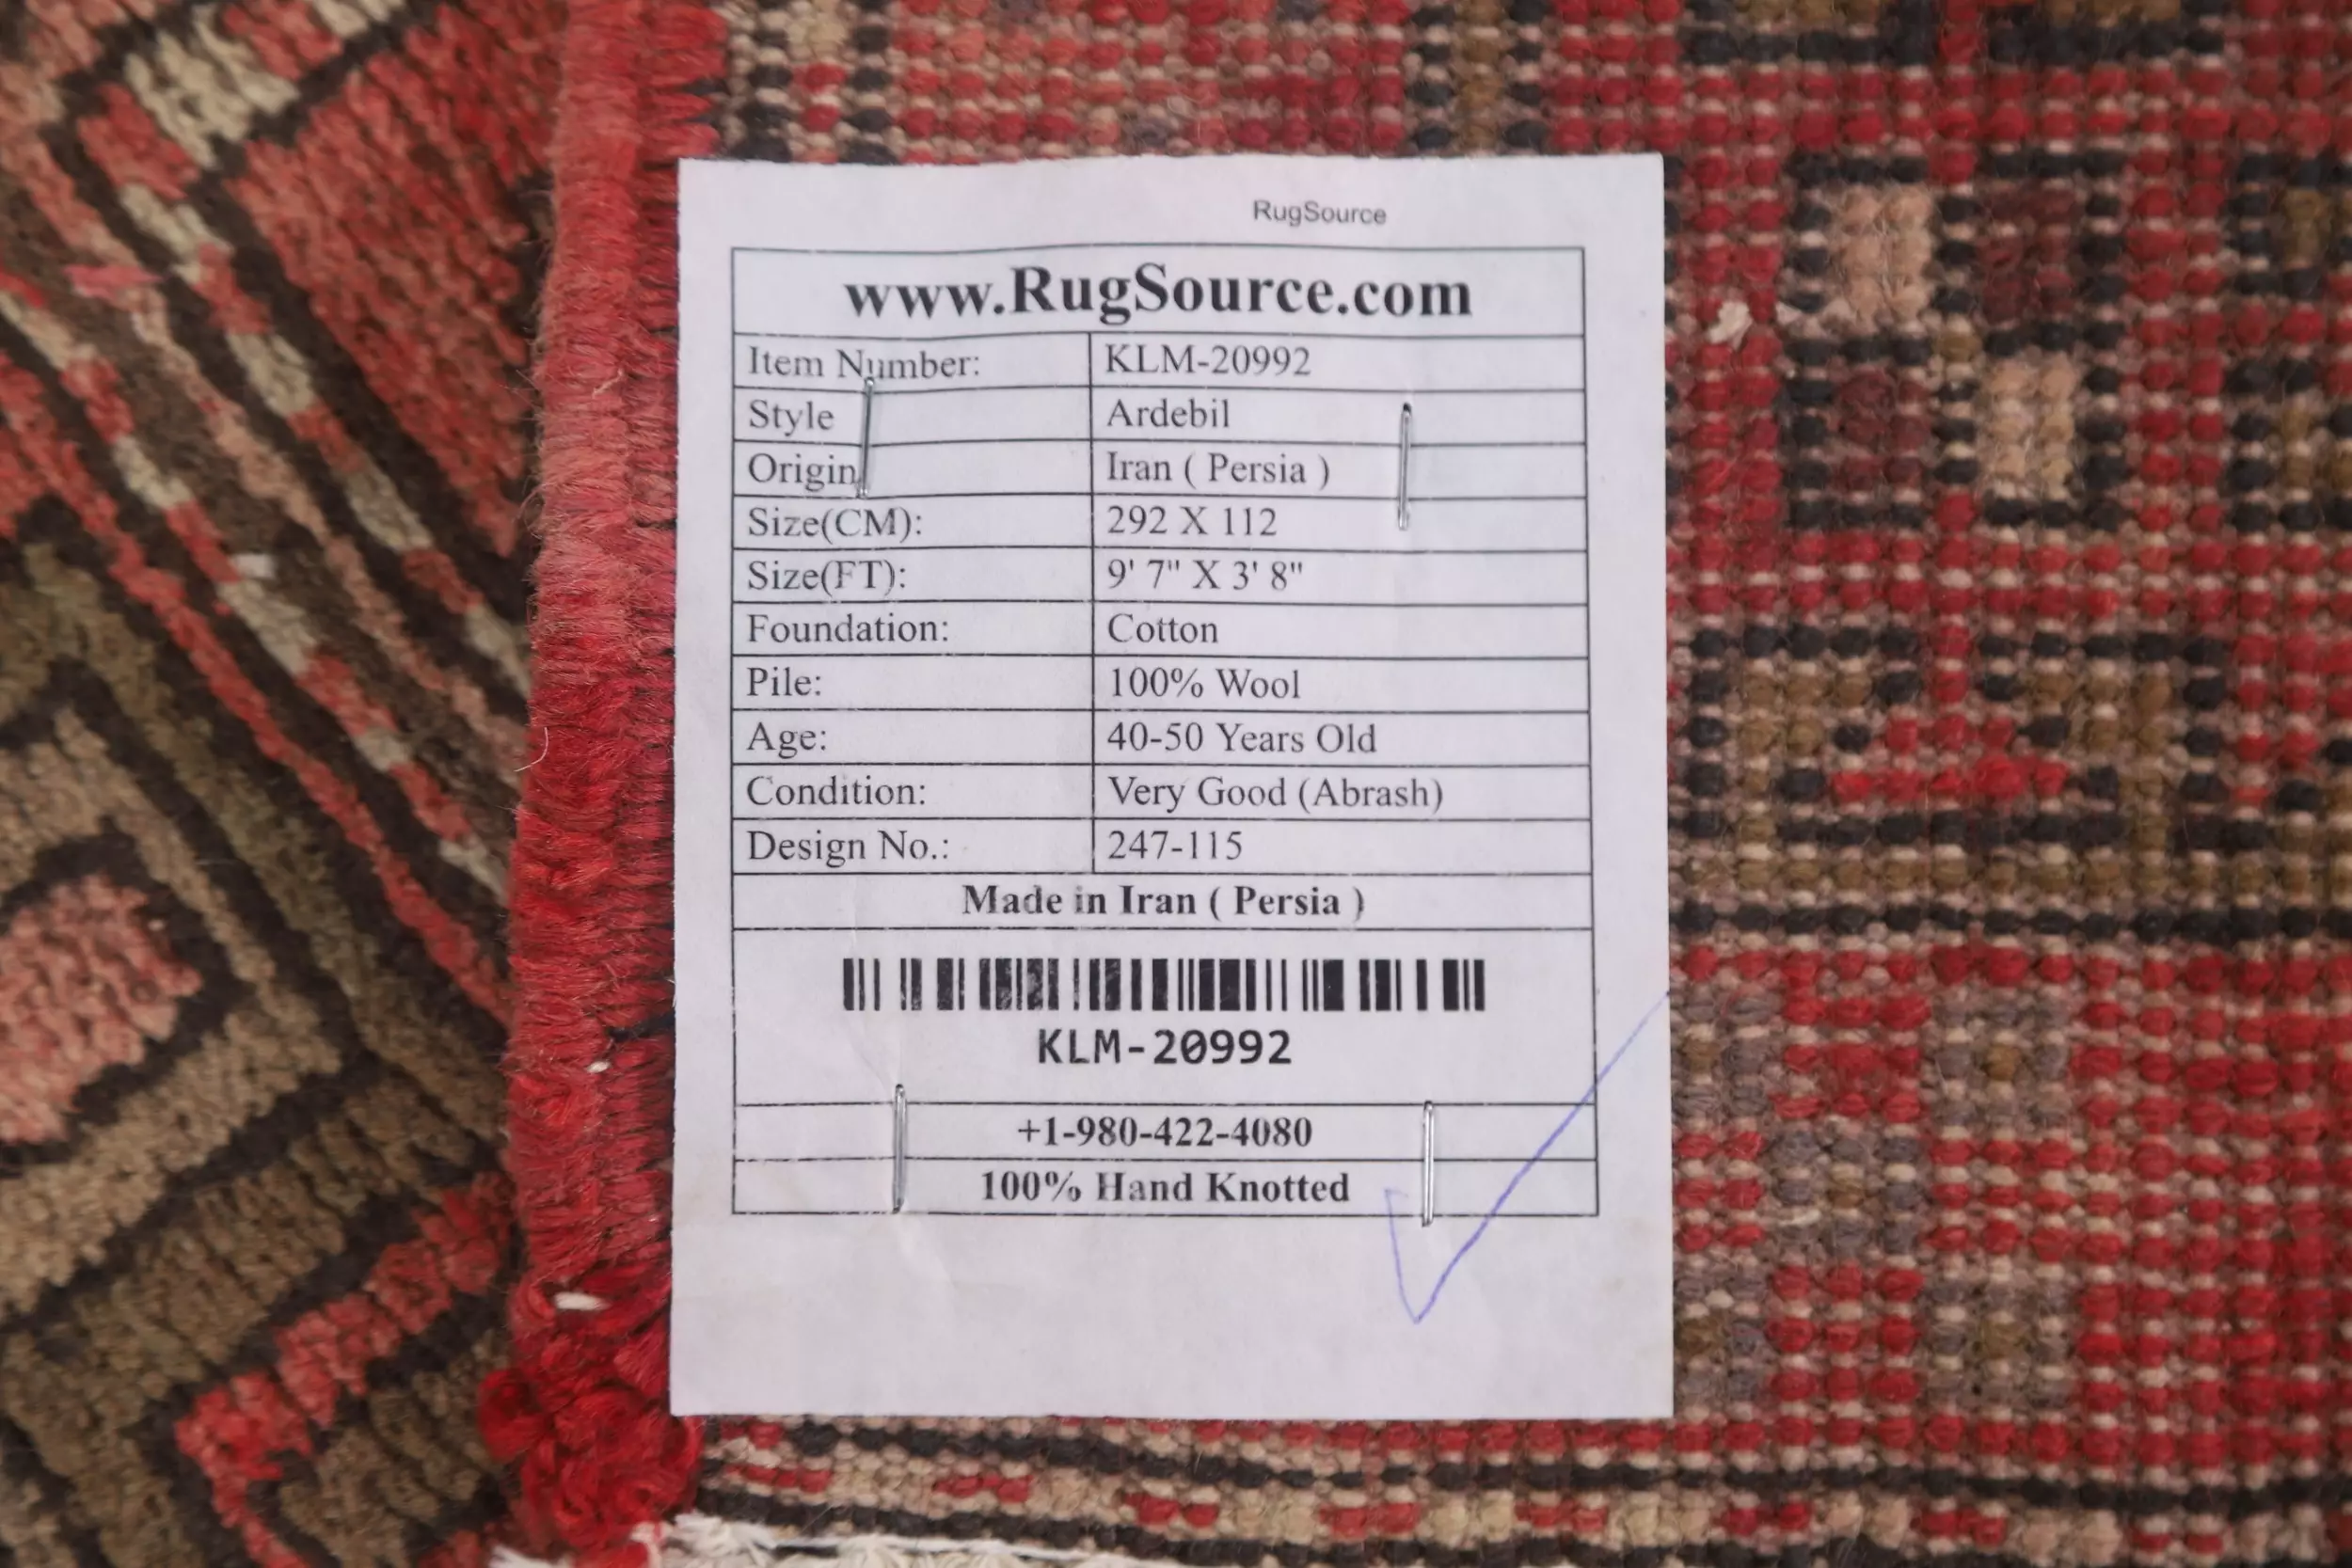 RugSource
www.RugSource.com
Item Number: KLM-20992
Style Ardebil
Origin Iran ( Persia )
Size(CM): 292 X 112
Size(FT): 9' 7" X 3' 8"
Foundation: Cotton
Pile: 100% Wool
Age: 40-50 Years Old
Condition: Very Good (Abrash)
Design No.: 247-115
Made in Iran ( Persia )
KLM-20992
+1-980-422-4080
100% Hand Knotted